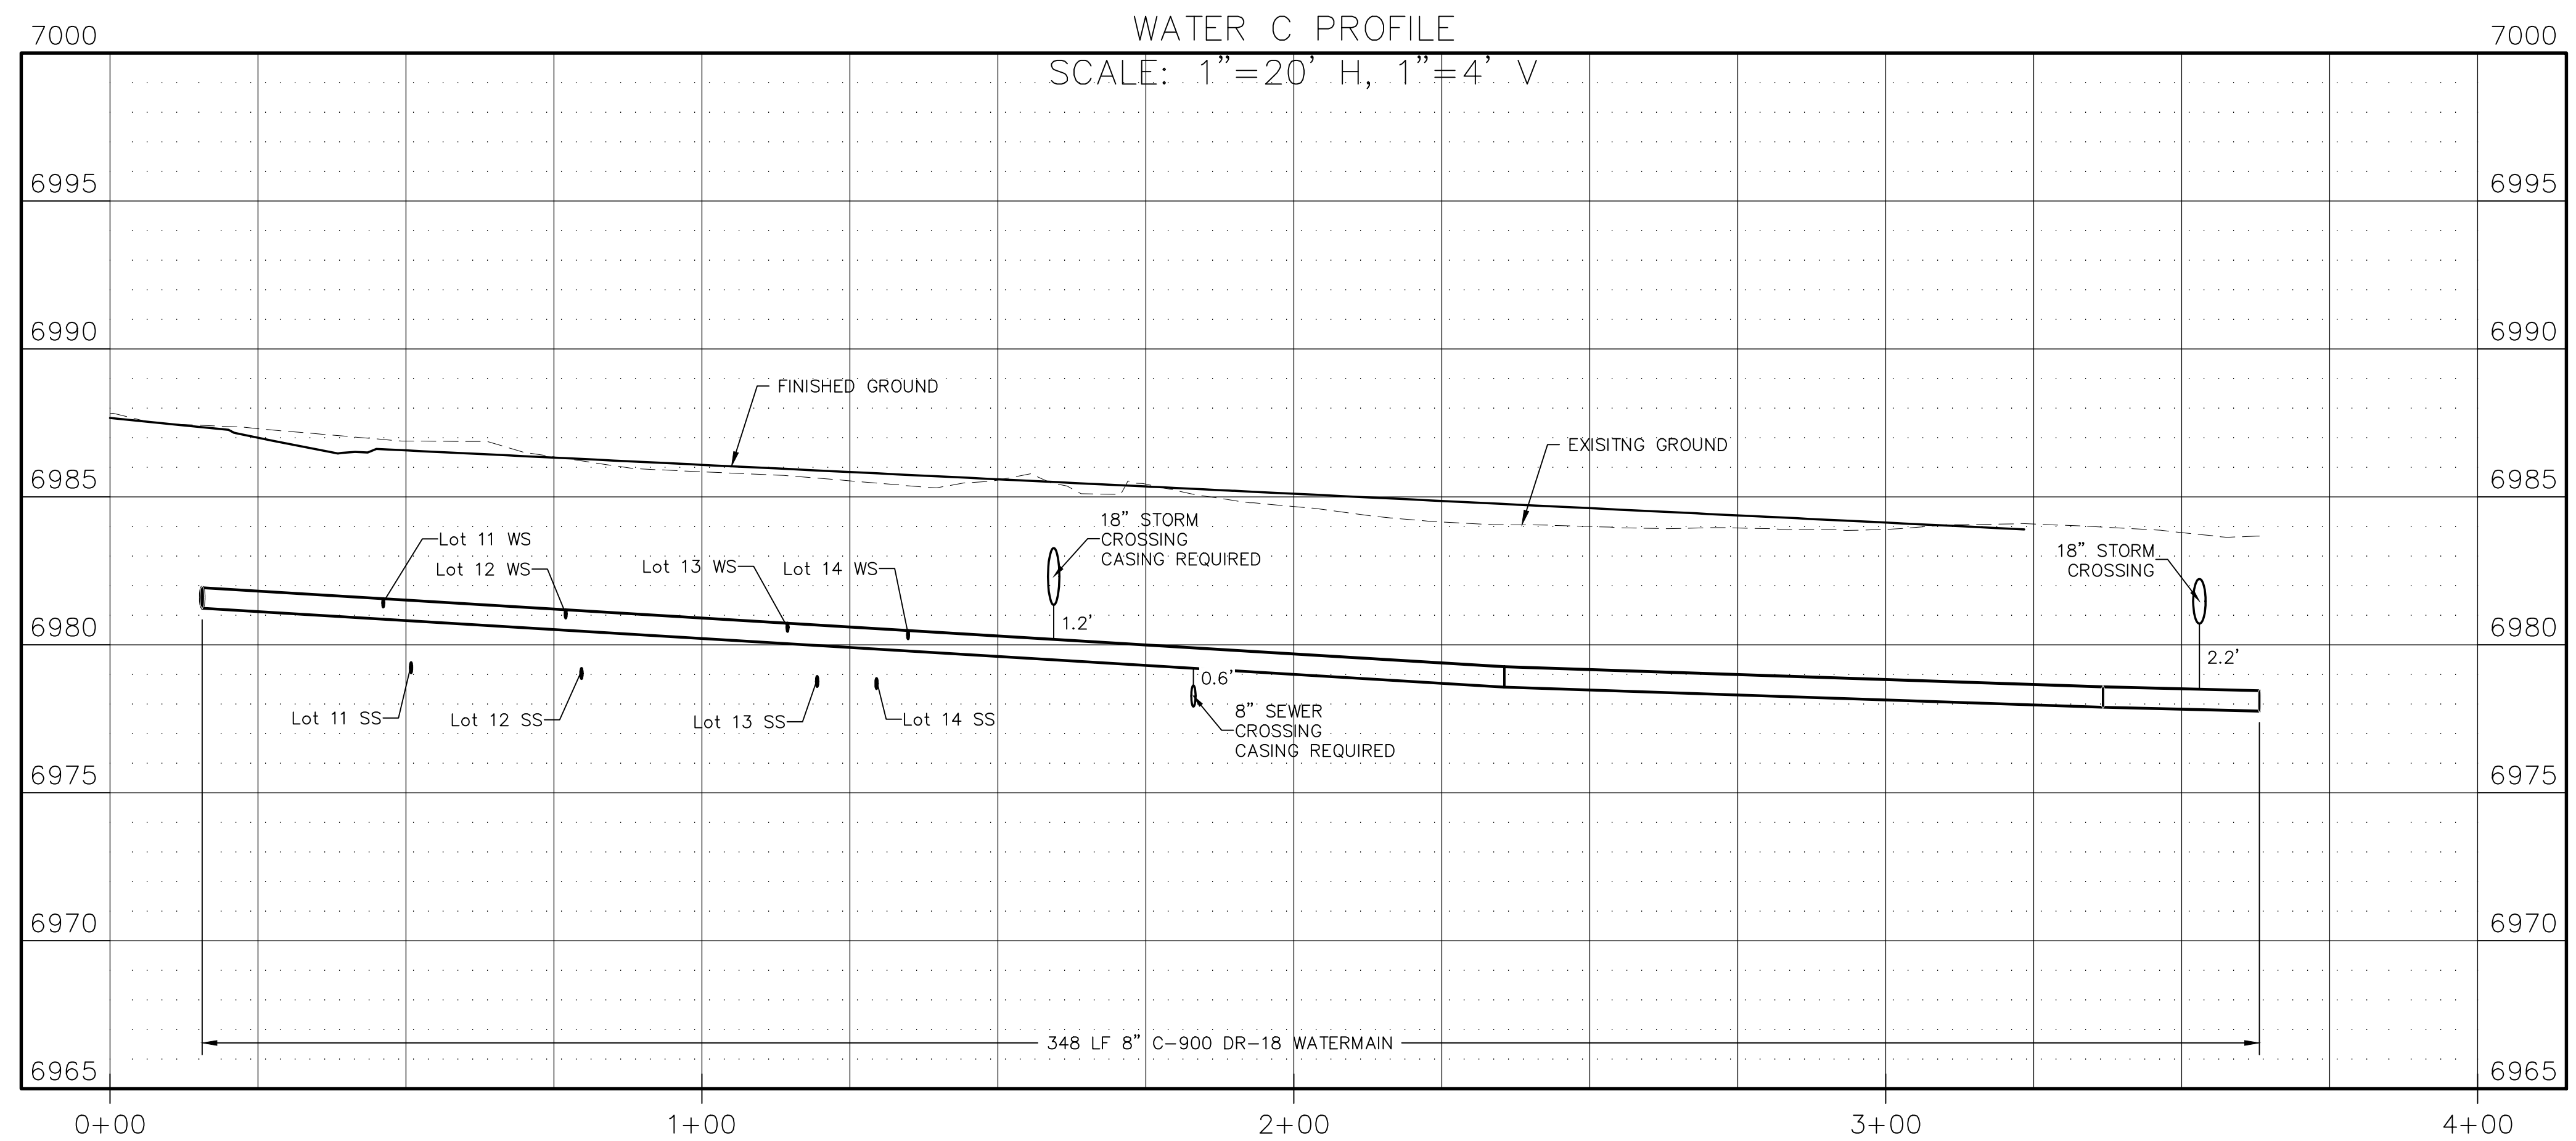 WATER C PROFILE
7000
7000
SCALE: 1"=20' H, 1"=4' V
6995
6995
6990
6990
FINISHED GROUND
EXISITNG GROUND
6985
6985
18" STORM
CROSSING
CASING REQUIRED
Lot 11 WS
Lot 12 WS
Lot 13 WS
Lot 14 WS
18" STORM
CROSSING
6980
6980
1.2'
2.2'
0.6'
Lot 11 SS
Lot 12 SS
Lot 13 SS
Lot 14 SS
8" SEWER
CROSSING
CASING REQUIRED
6975
6975
6970
6970
348 LF 8" C-900 DR-18 WATERMAIN
6965
6965
0+00
1+00
2+00
3+00
4+00